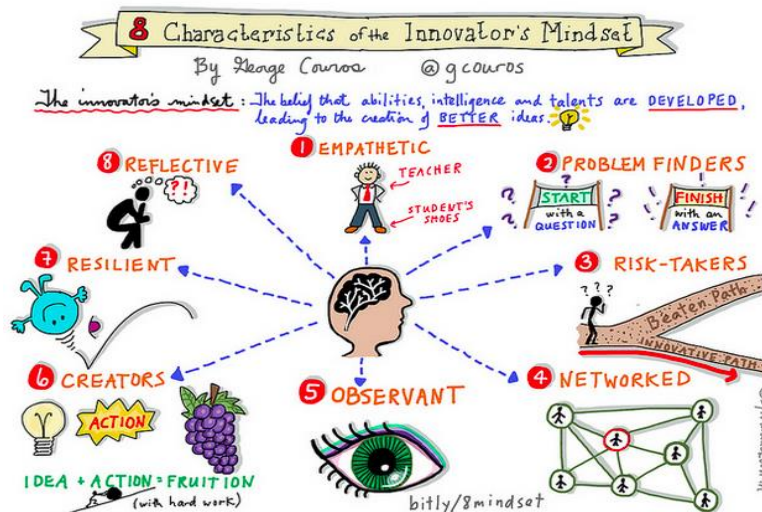 8 Characteristics of the Innovator's Mindset
By George Couros @gcouros
The innovator's mindset: The belief that abilities, intelligence and talents are DEVELOPED,
leading to the creation of BETTER ideas.
1 EMPATHETIC
TEACHER
STUDENT'S
SHOES
2 PROBLEM FINDERS
? ? ? ? ? ?
START
with a
QUESTION
! ! ! ! ! !
FINISH
with an
ANSWER
3 RISK-TAKERS
? ? ?
Beaten Path
INNOVATIVE PATH
4 NETWORKED
5 OBSERVANT
bitly/8mindset
6 CREATORS
ACTION
IDEA + ACTION = FRUITION
(with hard work)
7 RESILIENT
8 REFLECTIVE
?!